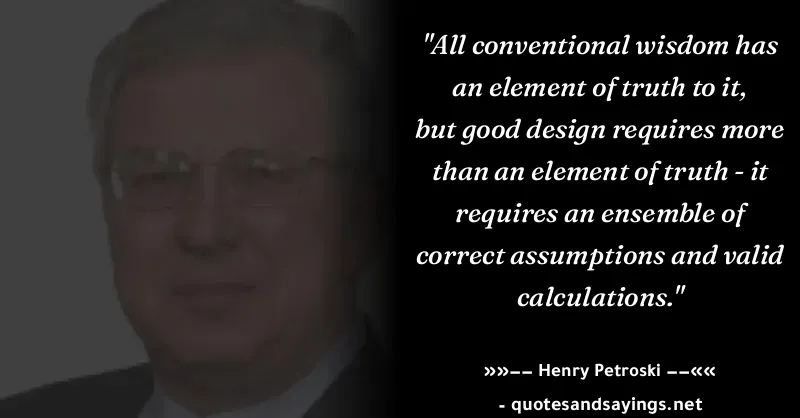 "All conventional wisdom has
an element of truth to it,
but good design requires more
than an element of truth - it
requires an ensemble of
correct assumptions and valid
calculations."
»»−− Henry Petroski −−««
- quotesandsayings.net